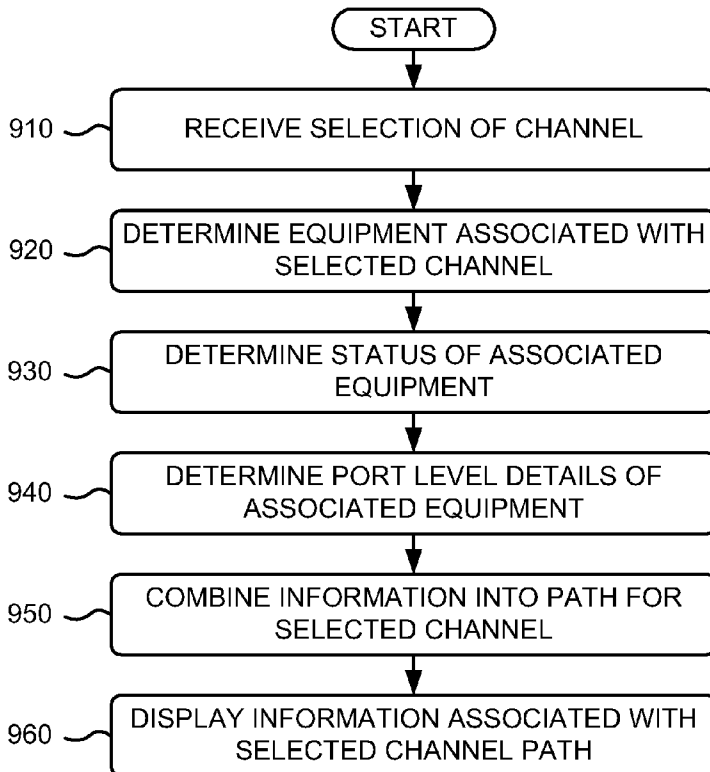 START
910
RECEIVE SELECTION OF CHANNEL
920
DETERMINE EQUIPMENT ASSOCIATED WITH
SELECTED CHANNEL
930
DETERMINE STATUS OF ASSOCIATED
EQUIPMENT
940
DETERMINE PORT LEVEL DETAILS OF
ASSOCIATED EQUIPMENT
950
COMBINE INFORMATION INTO PATH FOR
SELECTED CHANNEL
960
DISPLAY INFORMATION ASSOCIATED WITH
SELECTED CHANNEL PATH